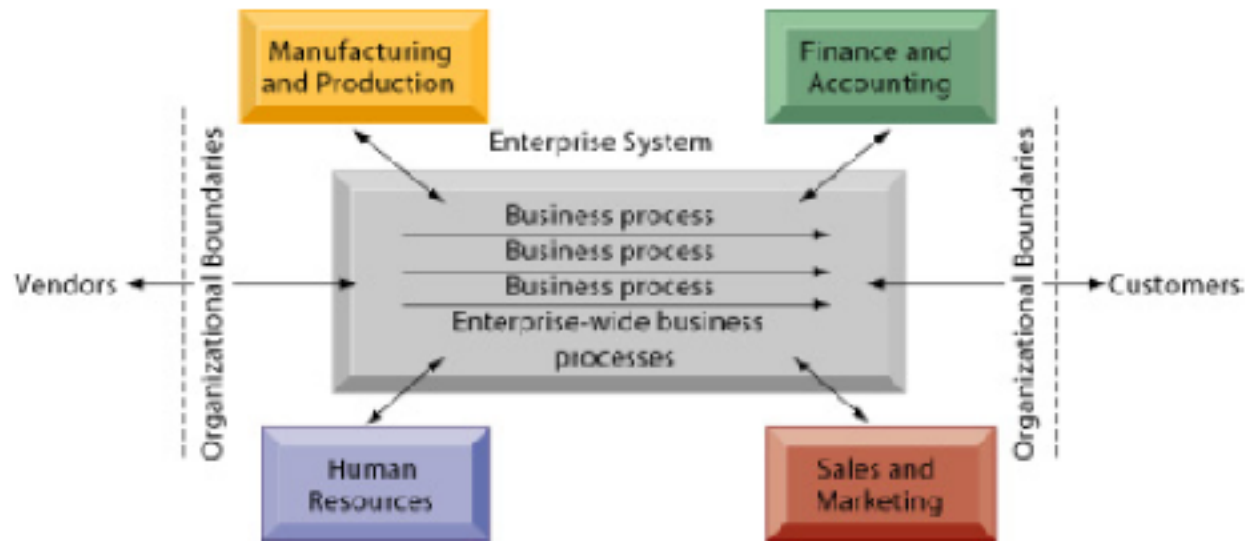 Manufacturing
and Production
Finance and
Accounting
Enterprise System
Organizational Boundaries
Organizational Boundaries
Business process
Business process
Business process
Enterprise-wide business
processes
Vendors
Customers
Human
Resources
Sales and
Marketing